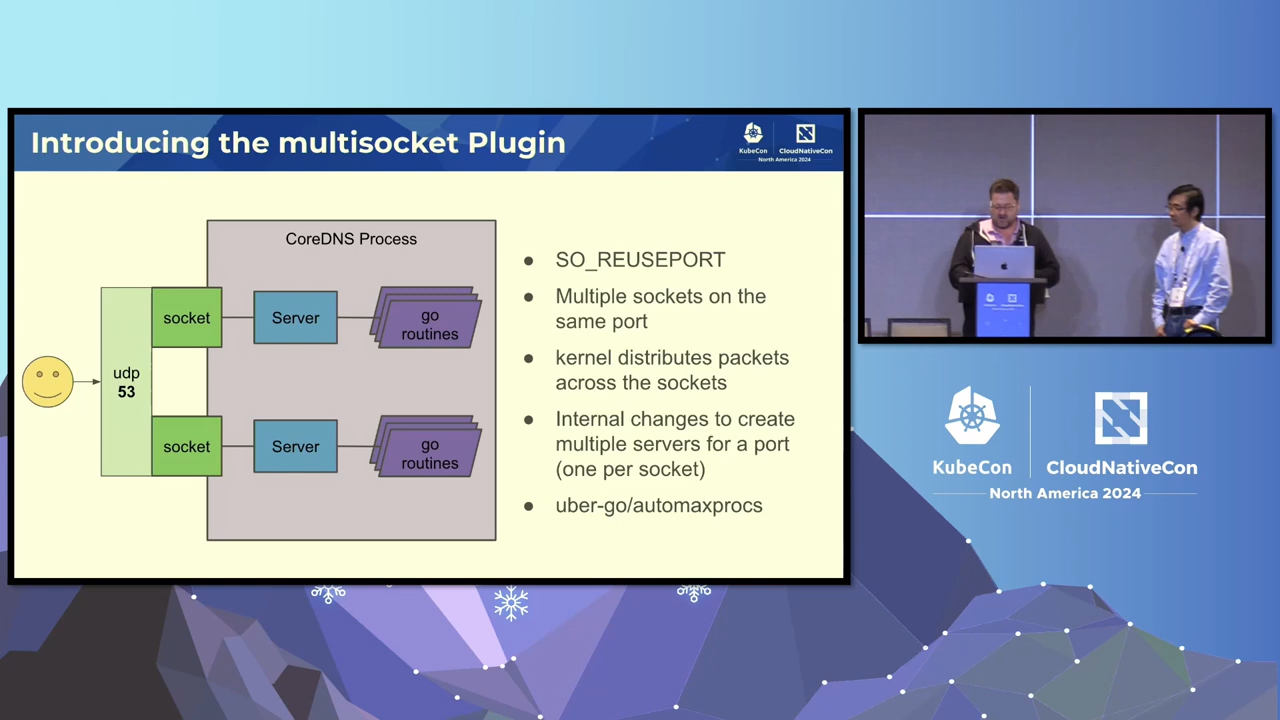 Introducing the multisocket Plugin
KubeCon
CloudNativeCon
North America 2024
CoreDNS Process
udp
53
socket
Server
go
routines
socket
Server
go
routines
● SO_REUSEPORT
● Multiple sockets on the
same port
● kernel distributes packets
across the sockets
● Internal changes to create
multiple servers for a port
(one per socket)
● uber-go/automaxprocs
KubeCon
CloudNativeCon
North America 2024